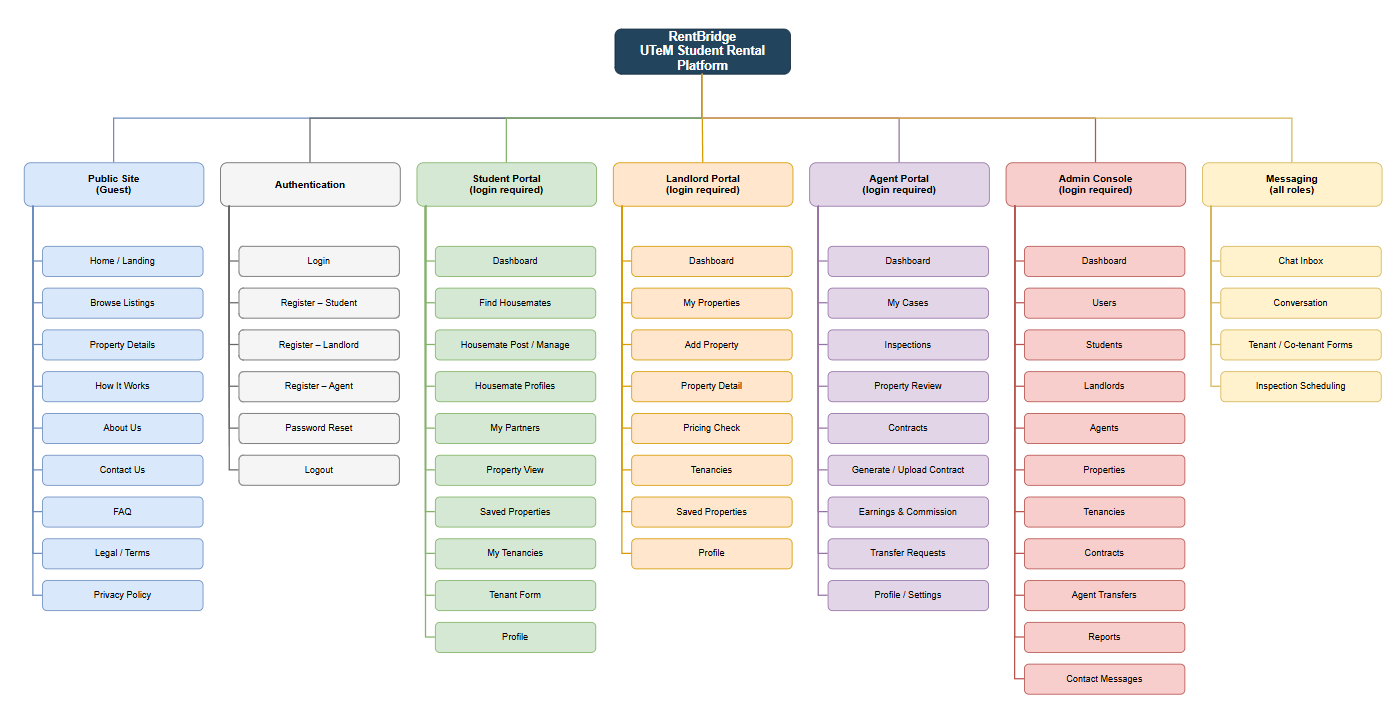 RentBridge
UTeM Student Rental
Platform
Public Site
(Guest)
Home / Landing
Browse Listings
Property Details
How It Works
About Us
Contact Us
FAQ
Legal / Terms
Privacy Policy
Authentication
Login
Register – Student
Register – Landlord
Register – Agent
Password Reset
Logout
Student Portal
(login required)
Dashboard
Find Housemates
Housemate Post / Manage
Housemate Profiles
My Partners
Property View
Saved Properties
My Tenancies
Tenant Form
Profile
Landlord Portal
(login required)
Dashboard
My Properties
Add Property
Property Detail
Pricing Check
Tenancies
Saved Properties
Profile
Agent Portal
(login required)
Dashboard
My Cases
Inspections
Property Review
Contracts
Generate / Upload Contract
Earnings & Commission
Transfer Requests
Profile / Settings
Admin Console
(login required)
Dashboard
Users
Students
Landlords
Agents
Properties
Tenancies
Contracts
Agent Transfers
Reports
Contact Messages
Messaging
(all roles)
Chat Inbox
Conversation
Tenant / Co-tenant Forms
Inspection Scheduling